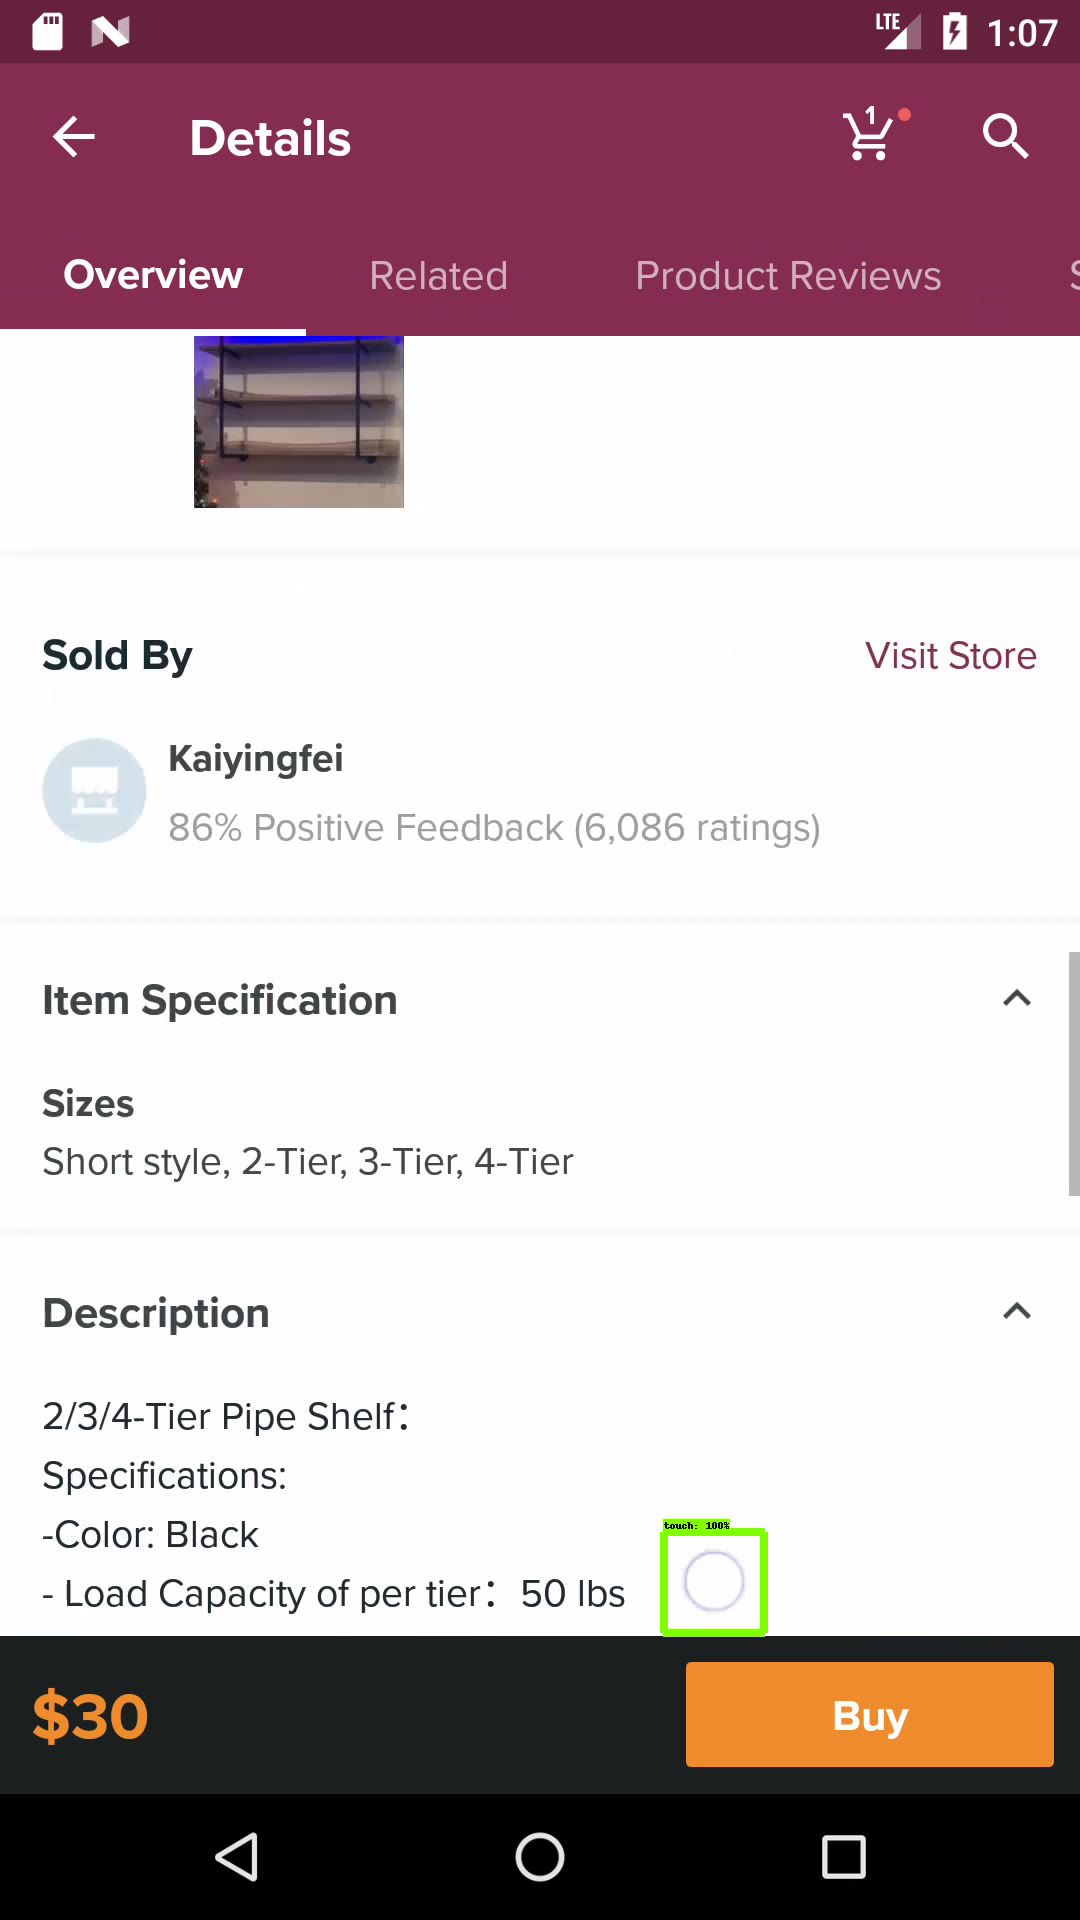 LTE 1:07
Details 1
Overview Related Product Reviews S
Sold By Visit Store
Kaiyingfei
86% Positive Feedback (6,086 ratings)
Item Specification
Sizes
Short style, 2-Tier, 3-Tier, 4-Tier
Description
2/3/4-Tier Pipe Shelf：
Specifications:
-Color: Black
- Load Capacity of per tier：50 lbs
touch: 100%
$30 Buy